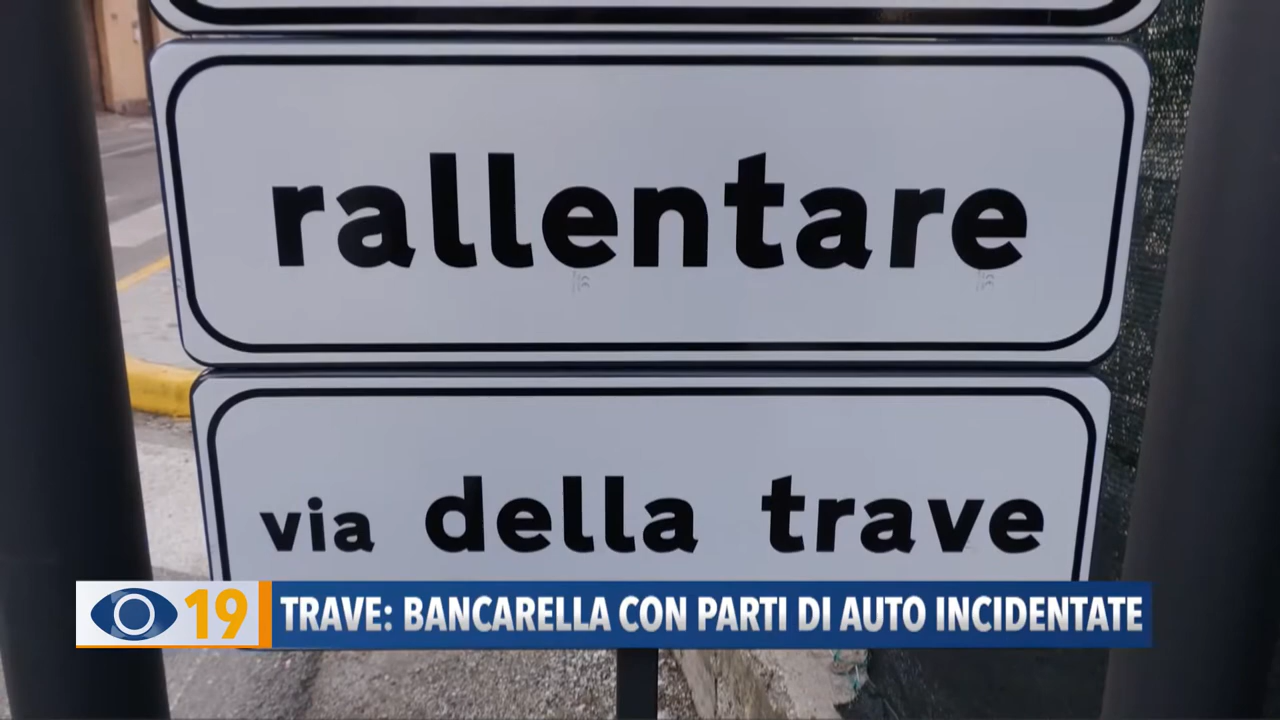 rallentare
via della trave
19 TRAVE: BANCARELLA CON PARTI DI AUTO INCIDENTATE